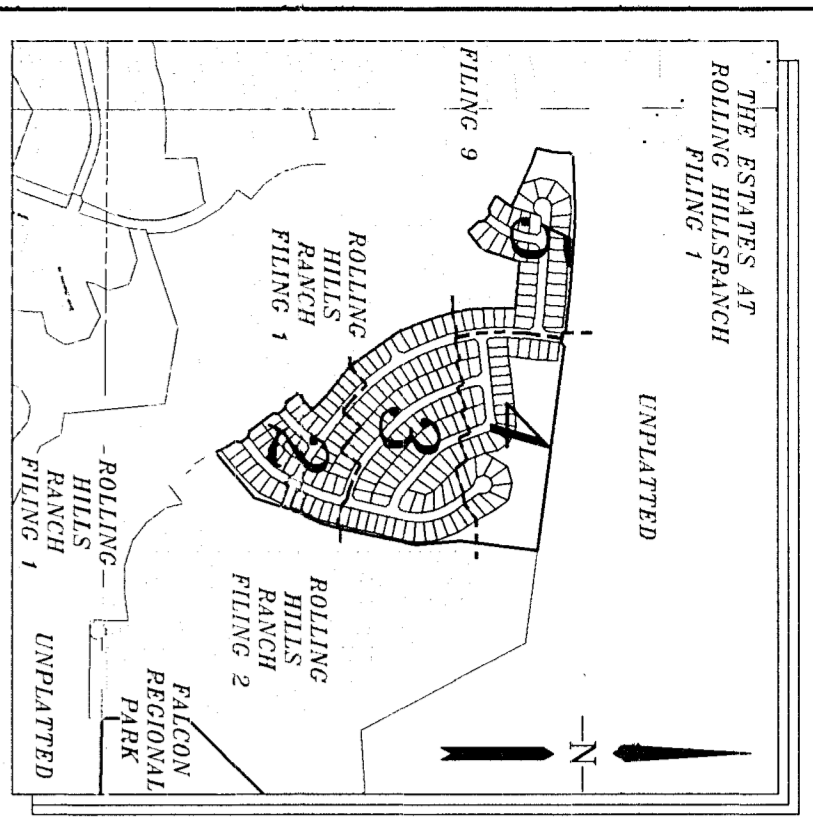 THE ESTATES AT
ROLLING HILLSRANCH
FILING 1
UNPLATTED
FILING 9
ROLLING
HILLS
RANCH
FILING 1
ROLLING
HILLS
RANCH
FILING 2
ROLLING
HILLS
RANCH
FILING 1
FALCON
REGIONAL
PARK
UNPLATTED
N
2
3
4